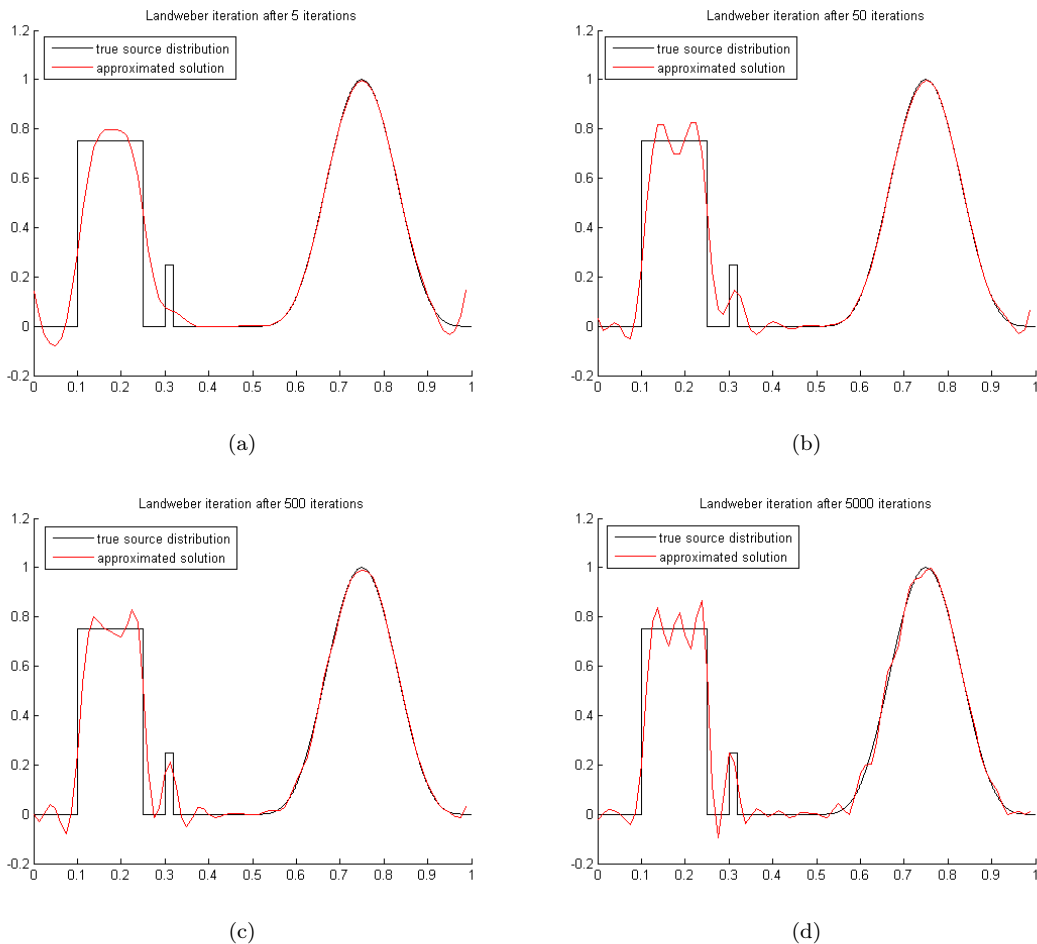 Landweber iteration after 5 iterations
1.2
true source distribution
approximated solution
1
0.8
0.6
0.4
0.2
0
-0.2
0 0.1 0.2 0.3 0.4 0.5 0.6 0.7 0.8 0.9 1
(a)
Landweber iteration after 50 iterations
1.2
true source distribution
approximated solution
1
0.8
0.6
0.4
0.2
0
-0.2
0 0.1 0.2 0.3 0.4 0.5 0.6 0.7 0.8 0.9 1
(b)
Landweber iteration after 500 iterations
1.2
true source distribution
approximated solution
1
0.8
0.6
0.4
0.2
0
-0.2
0 0.1 0.2 0.3 0.4 0.5 0.6 0.7 0.8 0.9 1
(c)
Landweber iteration after 5000 iterations
1.2
true source distribution
approximated solution
1
0.8
0.6
0.4
0.2
0
-0.2
0 0.1 0.2 0.3 0.4 0.5 0.6 0.7 0.8 0.9 1
(d)